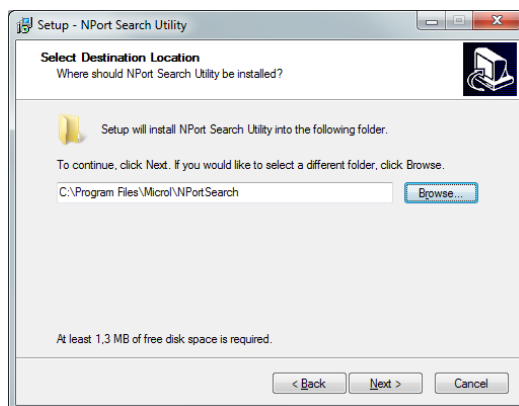 Setup - NPort Search Utility
Select Destination Location
Where should NPort Search Utility be installed?
Setup will install NPort Search Utility into the following folder.
To continue, click Next. If you would like to select a different folder, click Browse.
C:\Program Files\Microl\NPortSearch
Browse...
At least 1,3 MB of free disk space is required.
< Back
Next >
Cancel